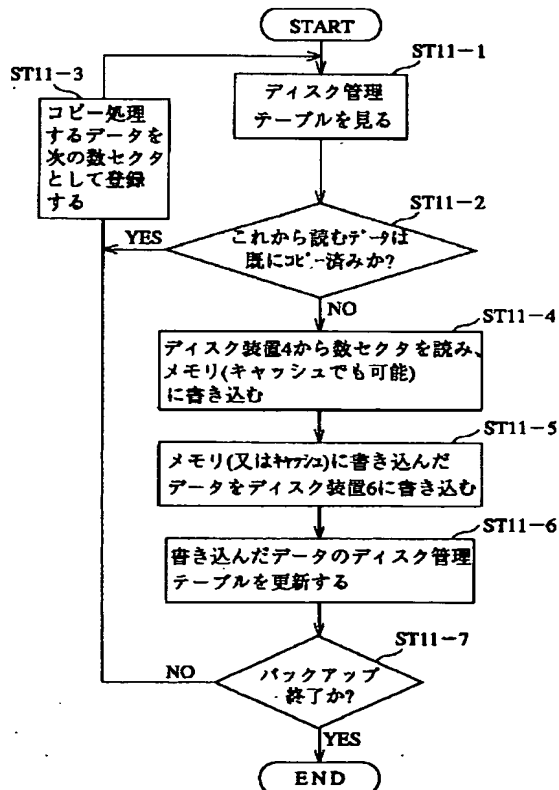 START
ST11-1
ディスク管理
テーブルを見る
ST11-3
コピー処理
するデータを
次の数セクタ
として登録
する
ST11-2
これから読むデータは
既にコピー済みか?
YES
NO
ST11-4
ディスク装置4から数セクタを読み、
メモリ(キャッシュでも可能)
に書き込む
ST11-5
メモリ(又はキャッシュ)に書き込んだ
データをディスク装置6に書き込む
ST11-6
書き込んだデータのディスク管理
テーブルを更新する
ST11-7
バックアップ
終了か?
NO
YES
END